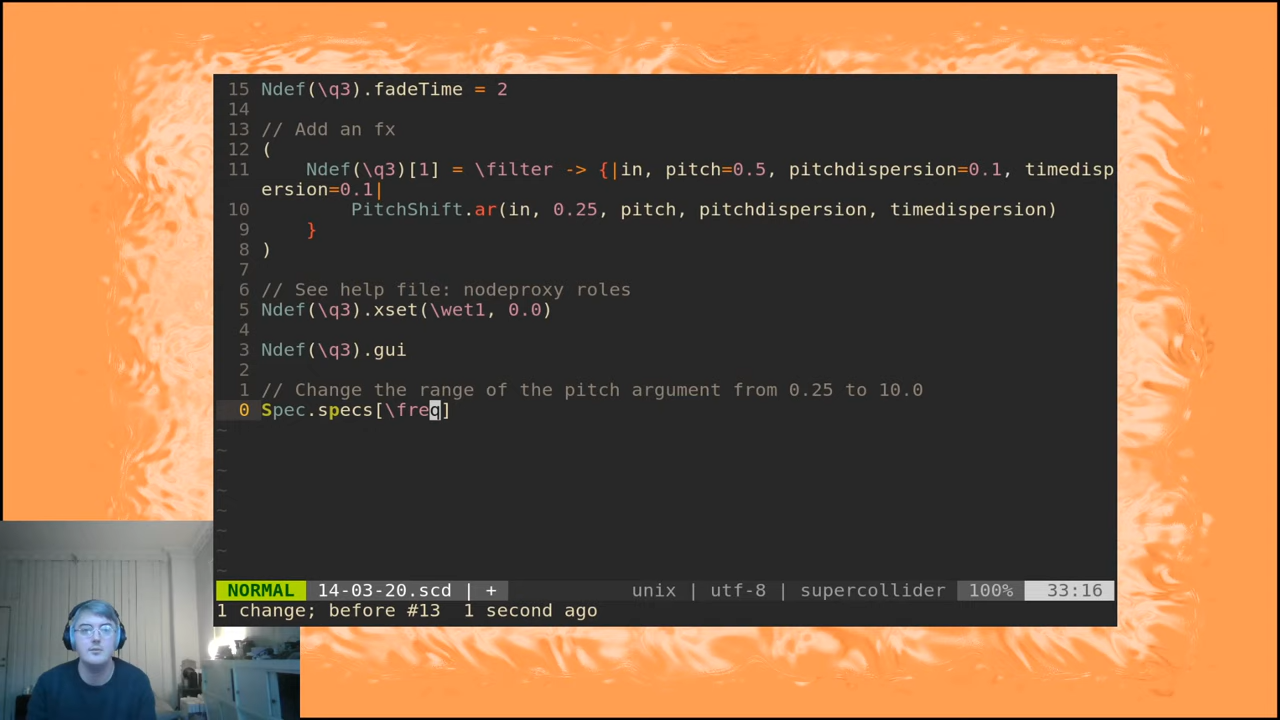 15 Ndef(\q3).fadeTime = 2
14
13 // Add an fx
12 (
11     Ndef(\q3)[1] = \filter -> {|in, pitch=0.5, pitchdispersion=0.1, timedisp
ersion=0.1|
10         PitchShift.ar(in, 0.25, pitch, pitchdispersion, timedispersion)
9     }
8 )
7
6 // See help file: nodeproxy roles
5 Ndef(\q3).xset(\wet1, 0.0)
4
3 Ndef(\q3).gui
2
1 // Change the range of the pitch argument from 0.25 to 10.0
0 Spec.specs[\freq]
~
~
~
~
~
~
~
~
NORMAL 14-03-20.scd | + unix | utf-8 | supercollider 100% 33:16
1 change; before #13  1 second ago